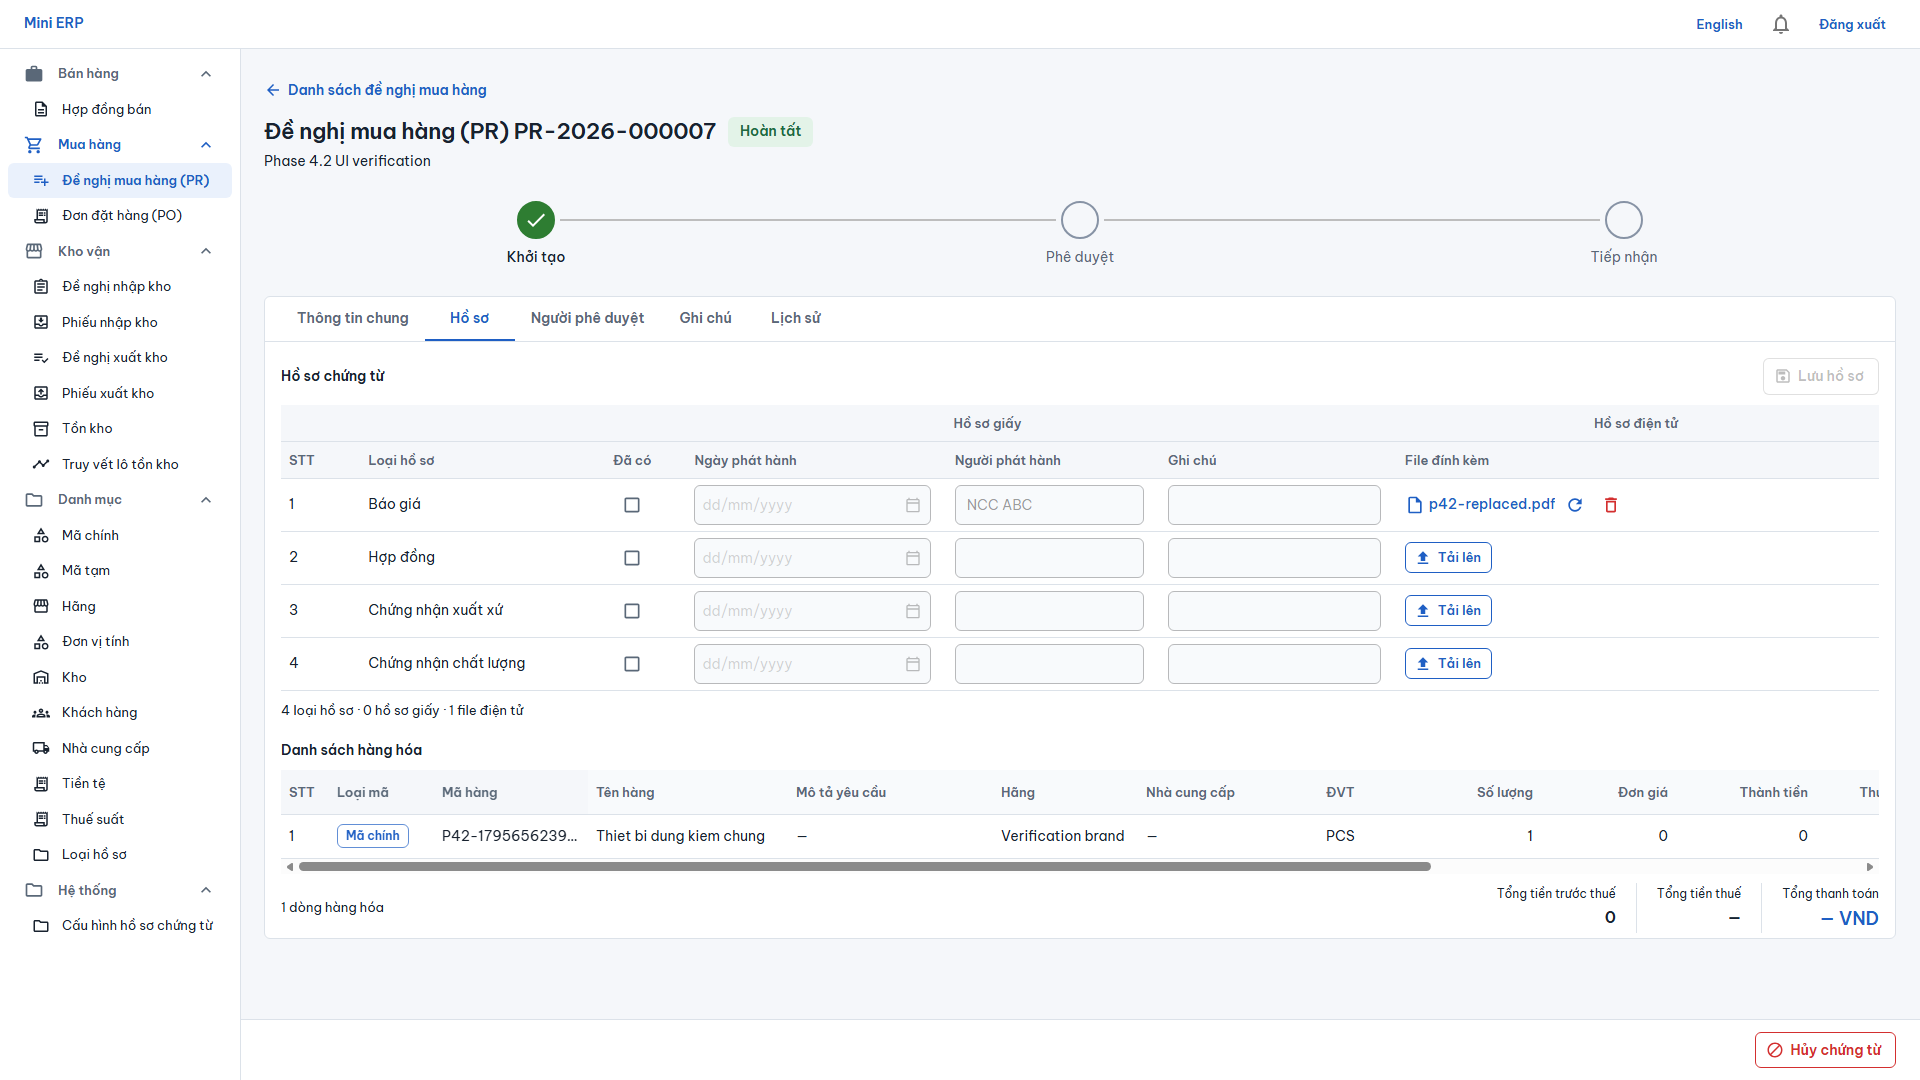 Mini ERP
English
Đăng xuất
Bán hàng
Hợp đồng bán
Mua hàng
Đề nghị mua hàng (PR)
Đơn đặt hàng (PO)
Kho vận
Đề nghị nhập kho
Phiếu nhập kho
Đề nghị xuất kho
Phiếu xuất kho
Tồn kho
Truy vết lô tồn kho
Danh mục
Mã chính
Mã tạm
Hãng
Đơn vị tính
Kho
Khách hàng
Nhà cung cấp
Tiền tệ
Thuế suất
Loại hồ sơ
Hệ thống
Cấu hình hồ sơ chứng từ
Danh sách đề nghị mua hàng
Đề nghị mua hàng (PR) PR-2026-000007 Hoàn tất
Phase 4.2 UI verification
Khởi tạo Phê duyệt Tiếp nhận
Thông tin chung Hồ sơ Người phê duyệt Ghi chú Lịch sử
Hồ sơ chứng từ Lưu hồ sơ
Hồ sơ giấy Hồ sơ điện tử
STT Loại hồ sơ Đã có Ngày phát hành Người phát hành Ghi chú File đính kèm
1 Báo giá dd/mm/yyyy NCC ABC p42-replaced.pdf
2 Hợp đồng dd/mm/yyyy Tải lên
3 Chứng nhận xuất xứ dd/mm/yyyy Tải lên
4 Chứng nhận chất lượng dd/mm/yyyy Tải lên
4 loại hồ sơ · 0 hồ sơ giấy · 1 file điện tử
Danh sách hàng hóa
STT Loại mã Mã hàng Tên hàng Mô tả yêu cầu Hãng Nhà cung cấp ĐVT Số lượng Đơn giá Thành tiền
1 Mã chính P42-1795656239... Thiet bi dung kiem chung — Verification brand — PCS 1 0 0
1 dòng hàng hóa
Tổng tiền trước thuế Tổng tiền thuế Tổng thanh toán
0 — — VND
Hủy chứng từ